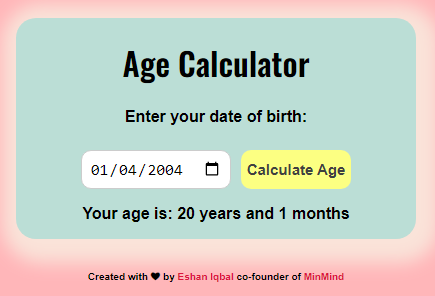 Age Calculator
Enter your date of birth:
01/04/2004 Calculate Age
Your age is: 20 years and 1 months
Created with ❤ by Eshan Iqbal co-founder of MinMind